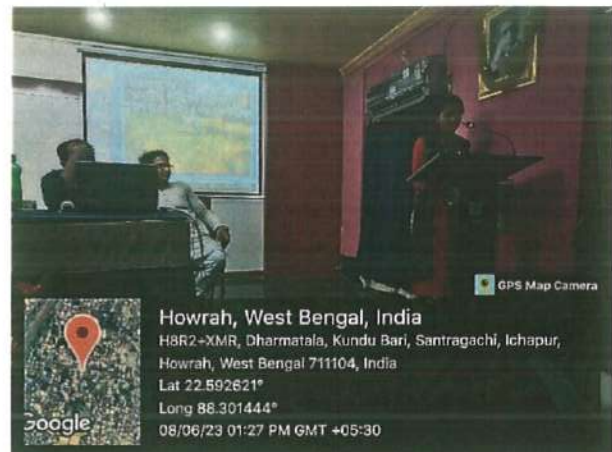 GPS Map Camera
Howrah, West Bengal, India
H8R2+XMR, Dharmatala, Kundu Bari, Santragachi, Ichapur,
Howrah, West Bengal 711104, India
Lat 22.592621°
Long 88.301444°
08/06/23 01:27 PM GMT +05:30
Google